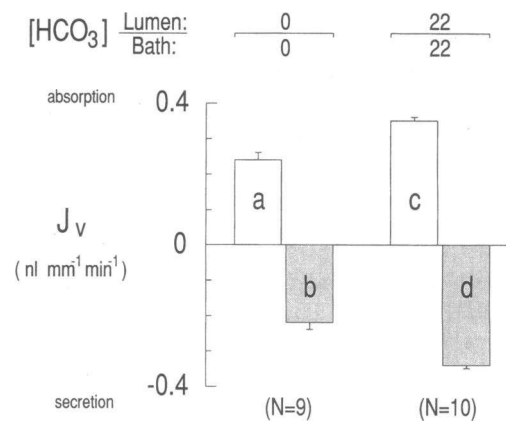 [HCO3] Lumen: 0 22
Bath: 0 22
absorption 0.4
a c
Jv 0
( nl mm-1 min-1)
b d
-0.4
secretion (N=9) (N=10)